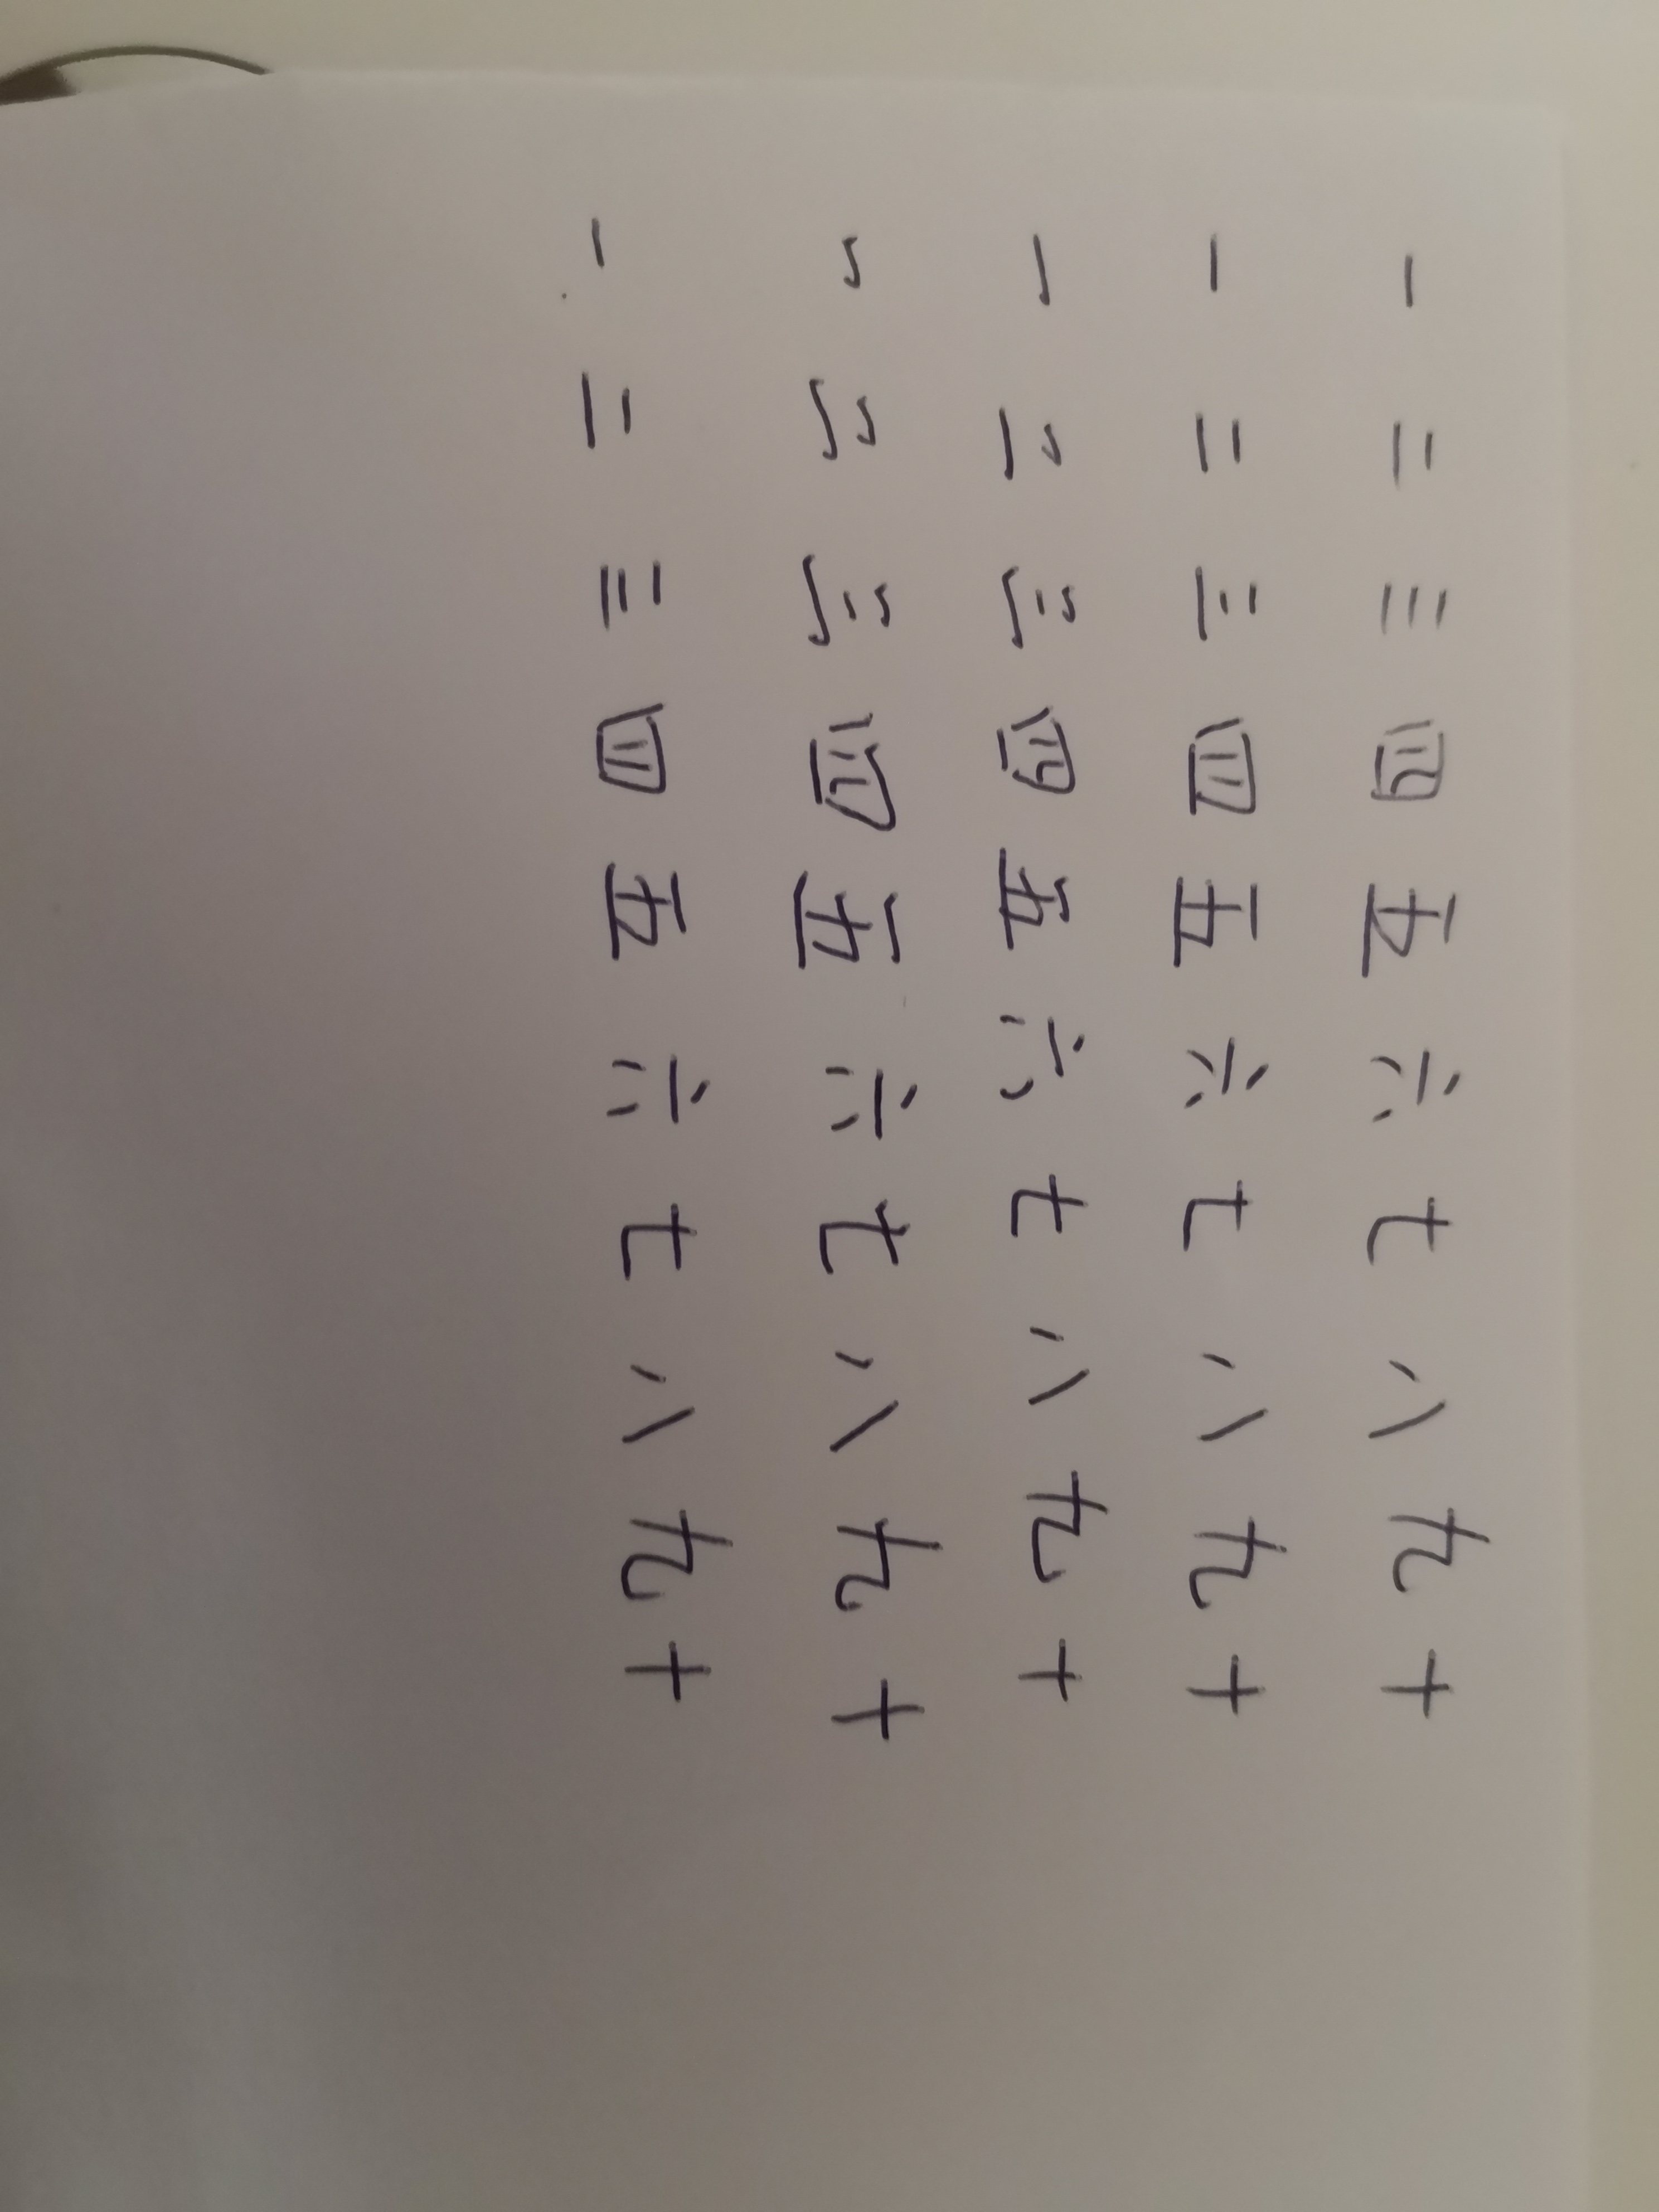 一 二 三 四 五 六 七 八 九 十
一 二 三 四 五 六 七 八 九 十
一 二 三 四 五 六 七 八 九 十
一 二 三 四 五 六 七 八 九 十
一 二 三 四 五 六 七 八 九 十